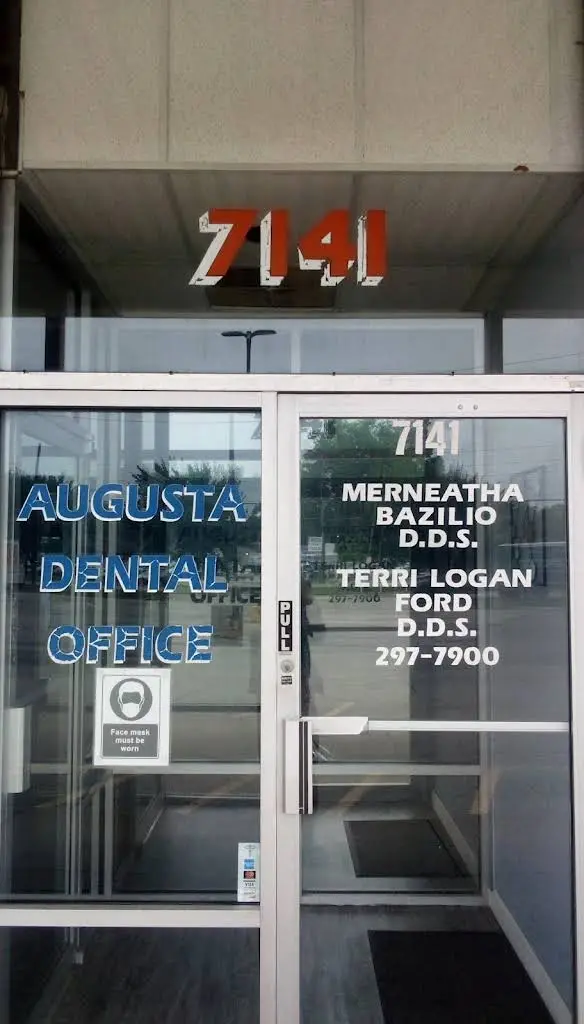 7141
7141
AUGUSTA
DENTAL
OFFICE
MERNEATHA
BAZILIO
D.D.S.
TERRI LOGAN
FORD
D.D.S.
297-7900
PULL
Face mask
must be
worn